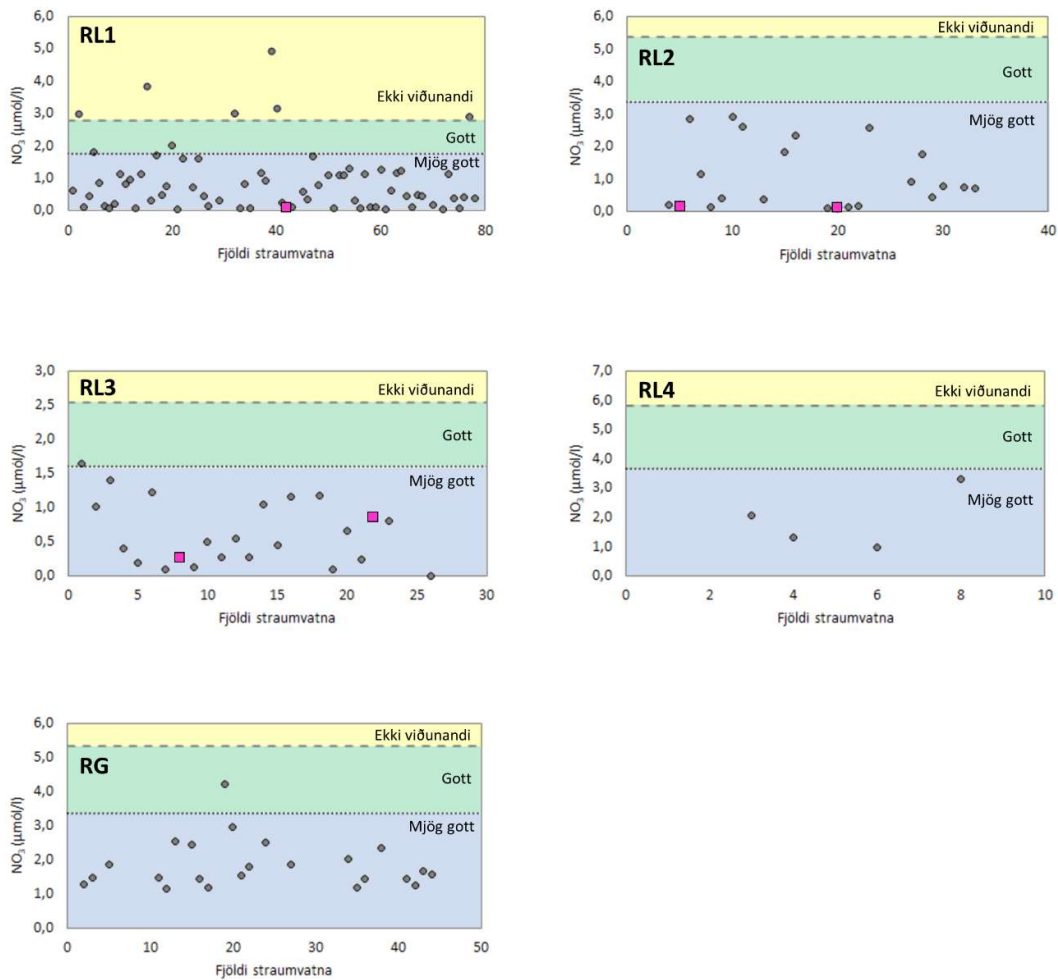 RL1
6,0
5,0
4,0
3,0
2,0
1,0
0,0
NO₃ (µmól/l)
Ekki viðunandi
Gott
Mjög gott
0 20 40 60 80
Fjöldi straumvatna
RL2
6,0
5,0
4,0
3,0
2,0
1,0
0,0
NO₃ (µmól/l)
Ekki viðunandi
Gott
Mjög gott
0 10 20 30 40
Fjöldi straumvatna
RL3
3,0
2,5
2,0
1,5
1,0
0,5
0,0
NO₃ (µmól/l)
Ekki viðunandi
Gott
Mjög gott
0 5 10 15 20 25 30
Fjöldi straumvatna
RL4
7,0
6,0
5,0
4,0
3,0
2,0
1,0
0,0
NO₃ (µmól/l)
Ekki viðunandi
Gott
Mjög gott
0 2 4 6 8 10
Fjöldi straumvatna
RG
6,0
5,0
4,0
3,0
2,0
1,0
0,0
NO₃ (µmól/l)
Ekki viðunandi
Gott
Mjög gott
0 10 20 30 40 50
Fjöldi straumvatna